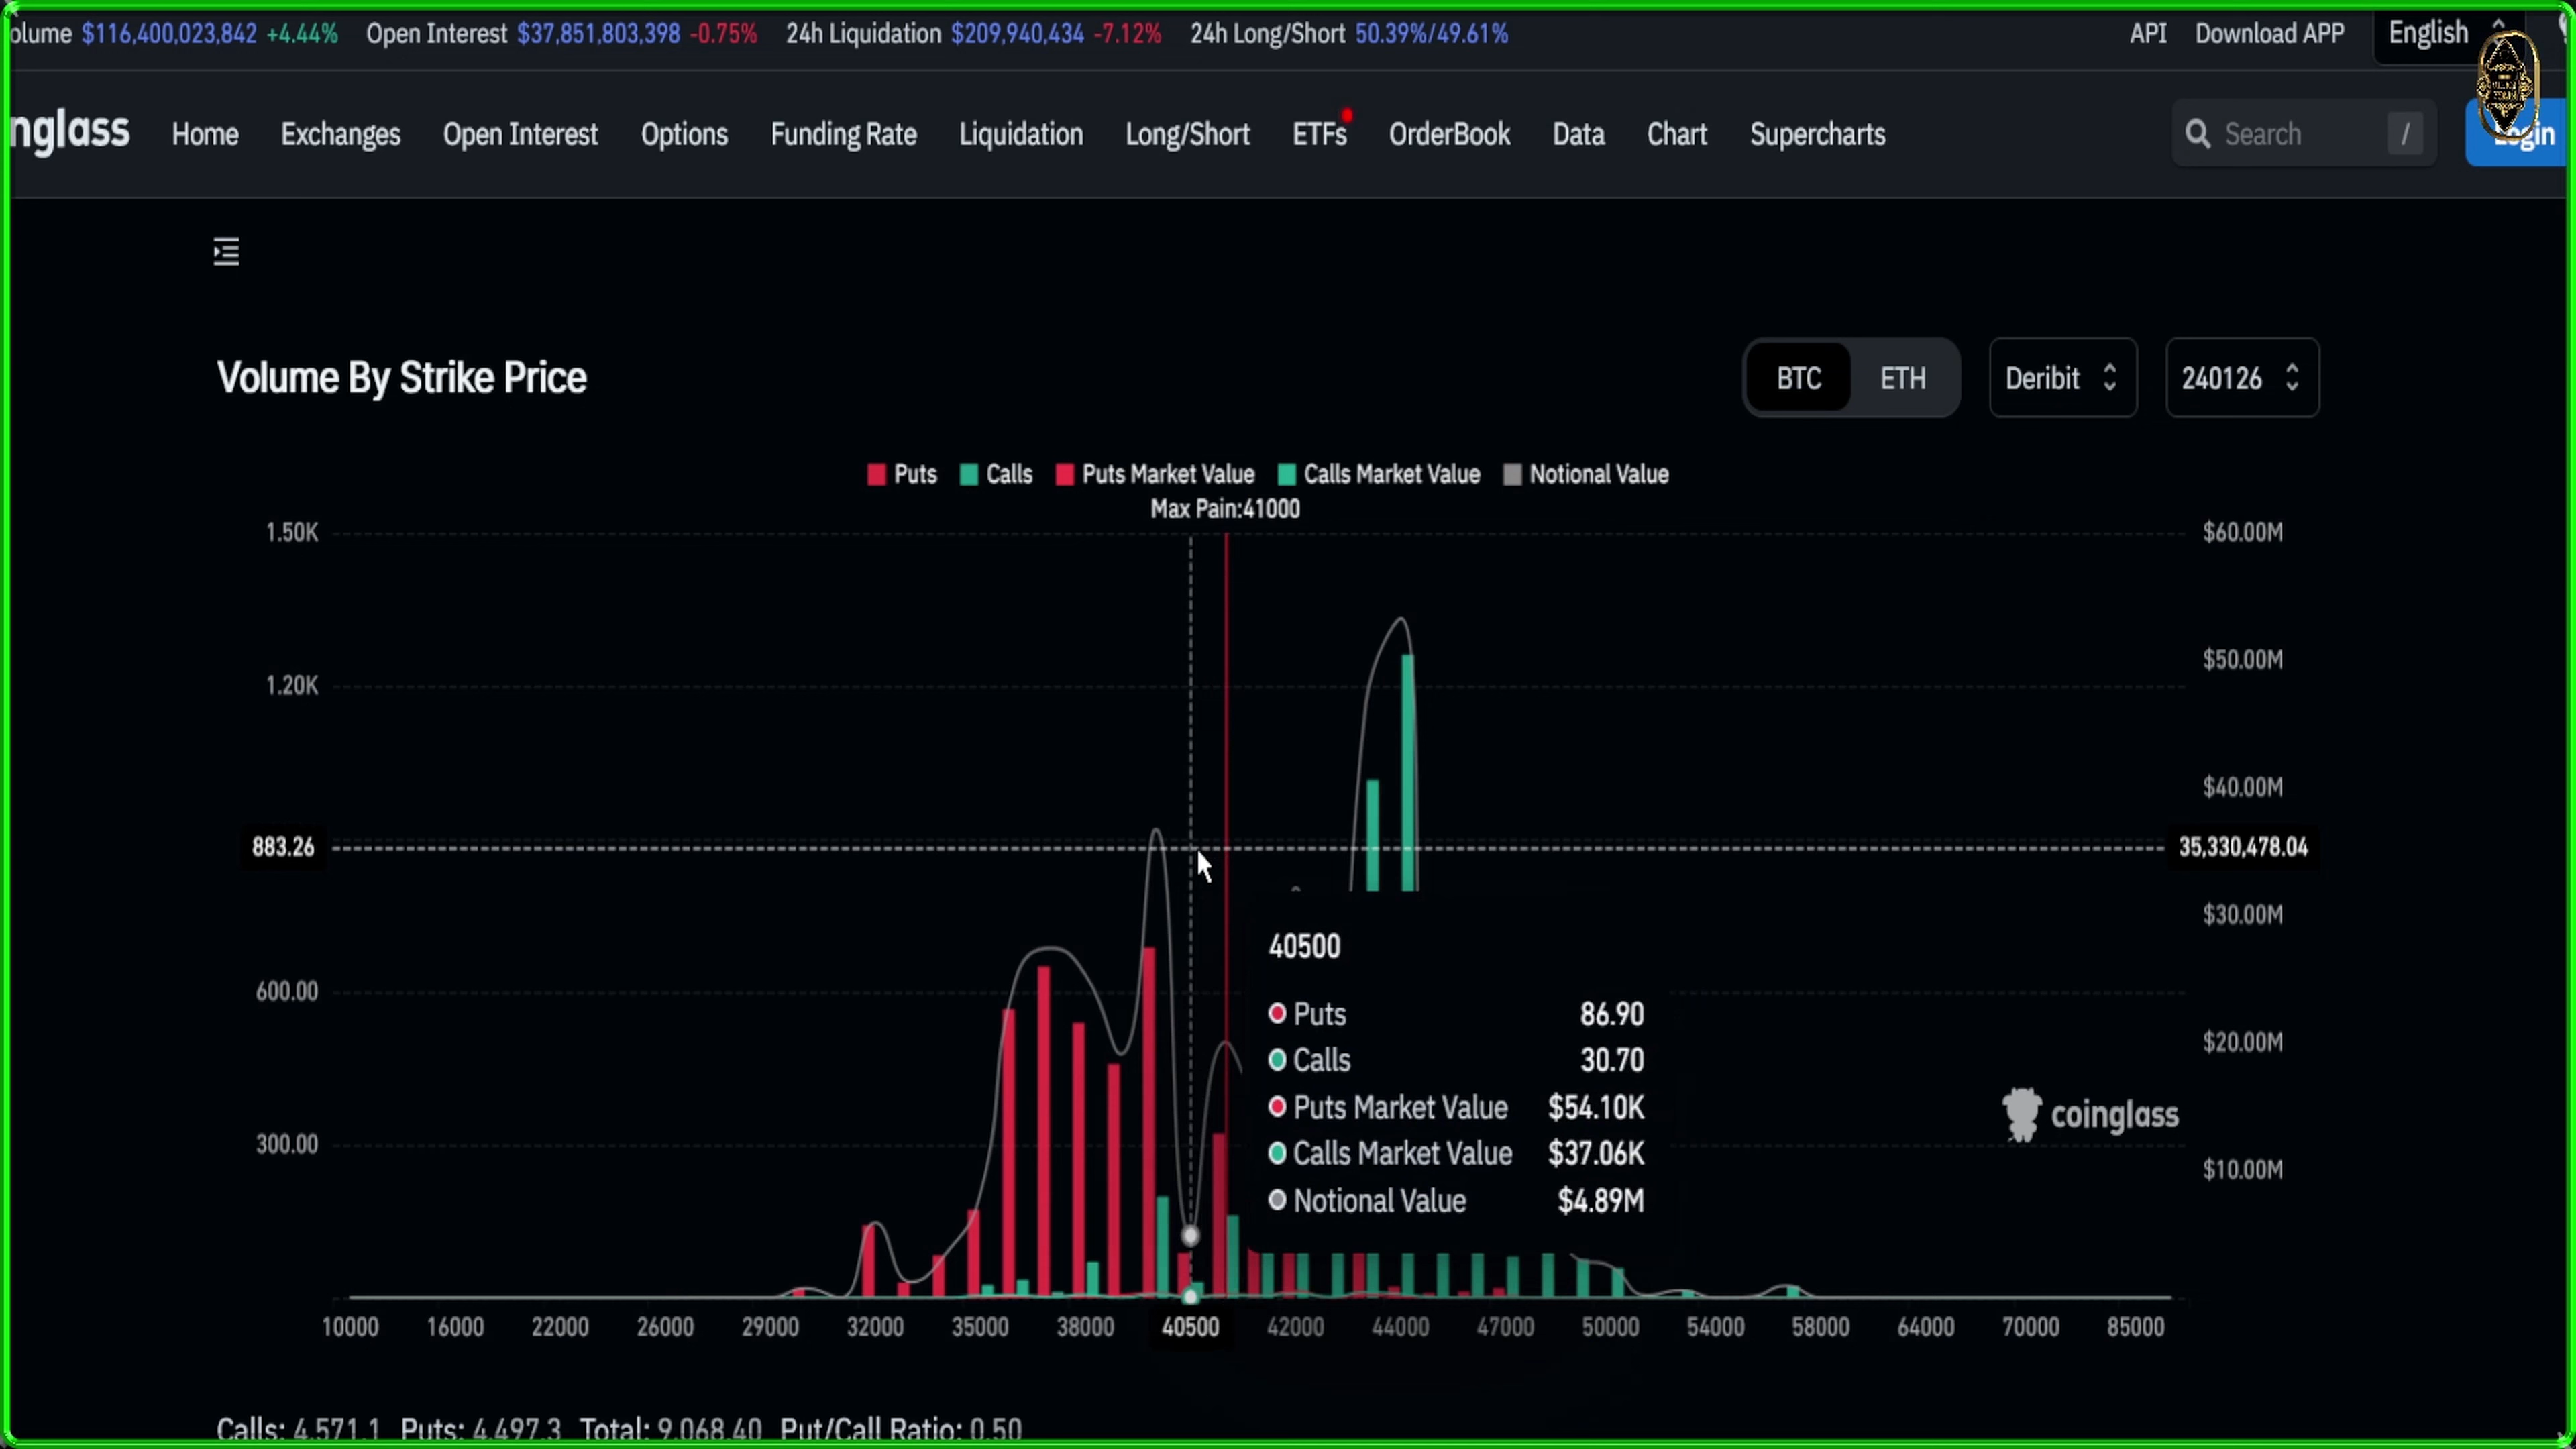 olume $116,400,023,842 +4.44% Open Interest $37,851,803,398 -0.75% 24h Liquidation $209,940,434 -7.12% 24h Long/Short 50.39%/49.61% API Download APP English
nglass Home Exchanges Open Interest Options Funding Rate Liquidation Long/Short ETFs OrderBook Data Chart Supercharts Search / Login
Volume By Strike Price BTC ETH Deribit 240126
Puts Calls Puts Market Value Calls Market Value Notional Value
Max Pain:41000
1.50K $60.00M
$50.00M
1.20K
$40.00M
883.26 35,330,478.04
$30.00M
40500
600.00
Puts 86.90
$20.00M
Calls 30.70
Puts Market Value $54.10K
coinglass
300.00
Calls Market Value $37.06K
$10.00M
Notional Value $4.89M
10000 16000 22000 26000 29000 32000 35000 38000 40500 42000 44000 47000 50000 54000 58000 64000 70000 85000
Calls: 4,571.1 Puts: 4,497.3 Total: 9,068.40 Put/Call Ratio: 0.50